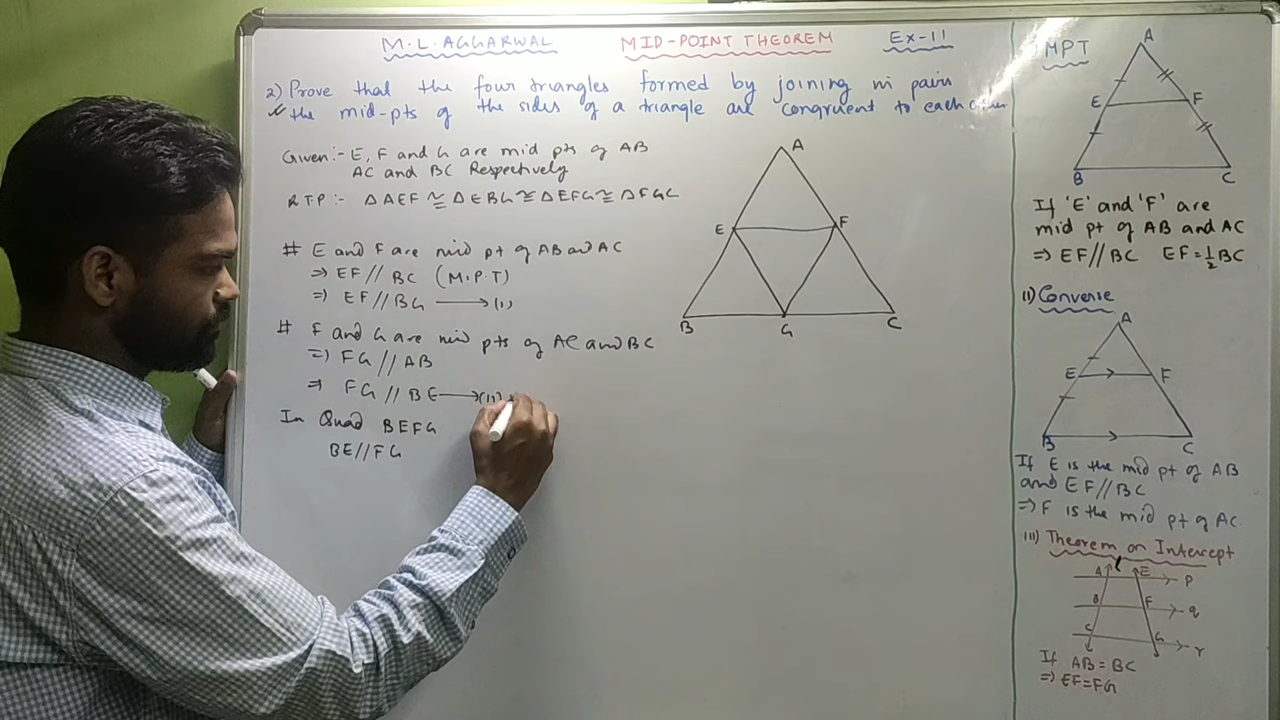 M.L. AGGARWAL MID-POINT THEOREM Ex-11
2) Prove that the four triangles formed by joining in pairs
the mid-pts of the sides of a triangle are congruent to each other
Given:- E, F and G are mid pts of AB
AC and BC Respectively
RTP:- △AEF ≅ △EBG ≅ △EFG ≅ △FGC
# E and F are mid pt of AB and AC
⇒ EF // BC (M.P.T)
⇒ EF // BG ⟶ (1)
# F and G are mid pts of AC and BC
⇒ FG // AB
⇒ FG // BE ⟶ (11)
In Quad BEFG
BE // FG
A
E
F
B
G
C
MPT
A
E
F
B
C
If 'E' and 'F' are
mid pt of AB and AC
⇒ EF // BC EF = 1/2 BC
11) Converse
A
E
F
B
C
If E is the mid pt of AB
and EF // BC
⇒ F is the mid pt of AC.
111) Theorem on Intercept
A E P
B F q
C G r
If AB = BC
⇒ EF = FG